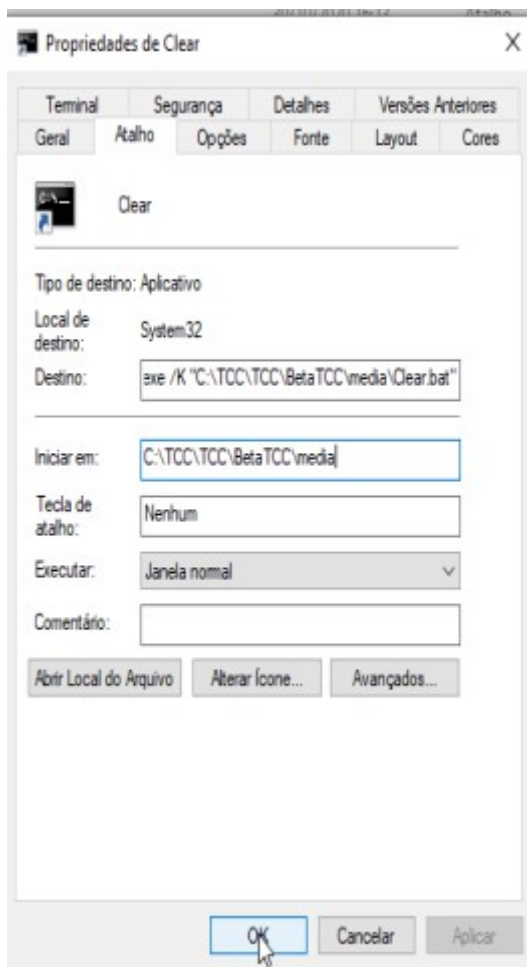 Propriedades de Clear
Terminal Segurança Detalhes Versões Anteriores
Geral Atalho Opções Fonte Layout Cores
Clear
Tipo de destino: Aplicativo
Local de destino: System32
Destino: exe /K "C:\TCC\TCC\BetaTCC\media\Clear.bat"
Iniciar em: C:\TCC\TCC\BetaTCC\media
Tecla de atalho: Nenhum
Executar: Janela normal
Comentário:
Abrir Local do Arquivo Alterar Ícone... Avançados...
OK Cancelar Aplicar